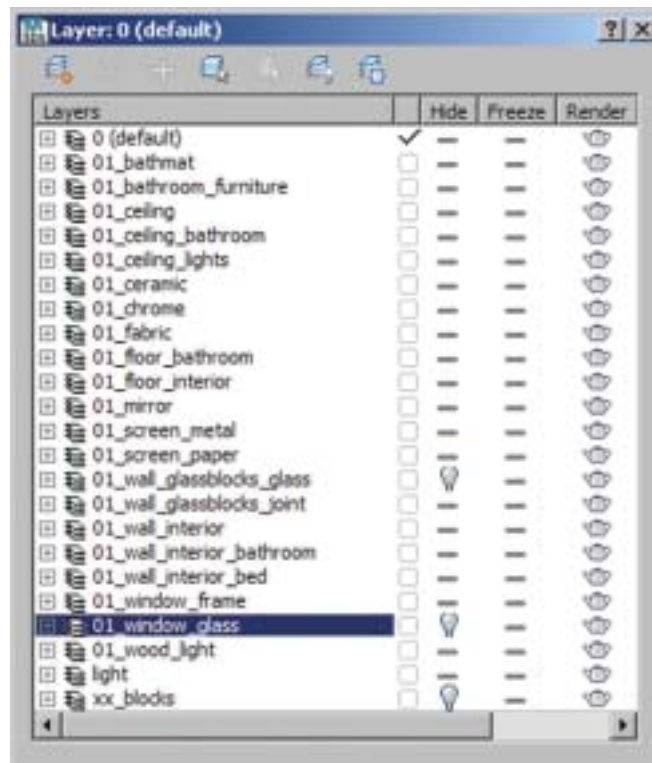 Layer: 0 (default)
Layers Hide Freeze Render
0 (default)
01_bathmat
01_bathroom_furniture
01_ceiling
01_ceiling_bathroom
01_ceiling_lights
01_ceramic
01_chrome
01_fabric
01_floor_bathroom
01_floor_interior
01_mirror
01_screen_metal
01_screen_paper
01_wall_glassblocks_glass
01_wall_glassblocks_joint
01_wall_interior
01_wall_interior_bathroom
01_wall_interior_bed
01_window_frame
01_window_glass
01_wood_light
light
xx_blocks